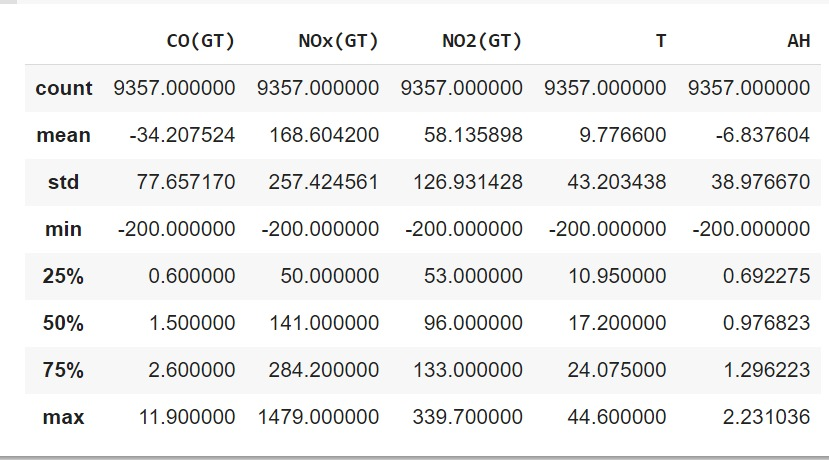 CO(GT) NOx(GT) NO2(GT) T AH
count 9357.000000 9357.000000 9357.000000 9357.000000 9357.000000
mean -34.207524 168.604200 58.135898 9.776600 -6.837604
std 77.657170 257.424561 126.931428 43.203438 38.976670
min -200.000000 -200.000000 -200.000000 -200.000000 -200.000000
25% 0.600000 50.000000 53.000000 10.950000 0.692275
50% 1.500000 141.000000 96.000000 17.200000 0.976823
75% 2.600000 284.200000 133.000000 24.075000 1.296223
max 11.900000 1479.000000 339.700000 44.600000 2.231036